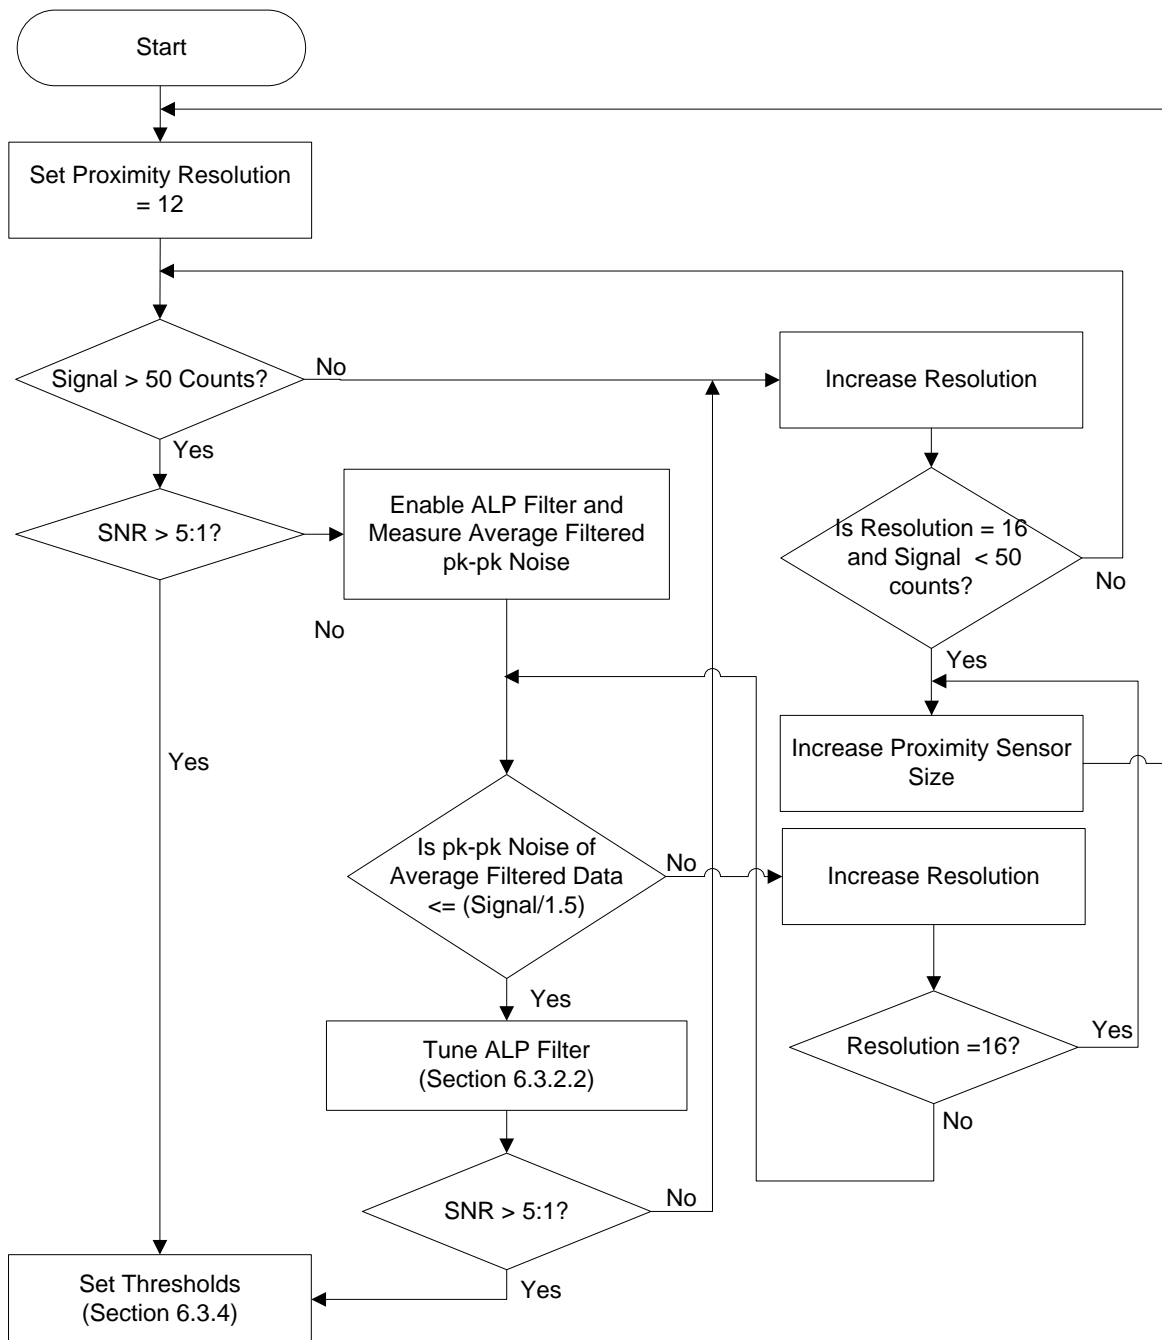 Start
Set Proximity Resolution
= 12
Signal > 50 Counts?
No
Increase Resolution
Yes
SNR > 5:1?
Enable ALP Filter and
Measure Average Filtered
pk-pk Noise
Is Resolution = 16
and Signal < 50
counts?
No
No
Yes
Increase Proximity Sensor
Size
Yes
Is pk-pk Noise of
Average Filtered Data
<= (Signal/1.5)
No
Increase Resolution
Yes
Tune ALP Filter
(Section 6.3.2.2)
Resolution =16?
Yes
No
SNR > 5:1?
No
Yes
Set Thresholds
(Section 6.3.4)